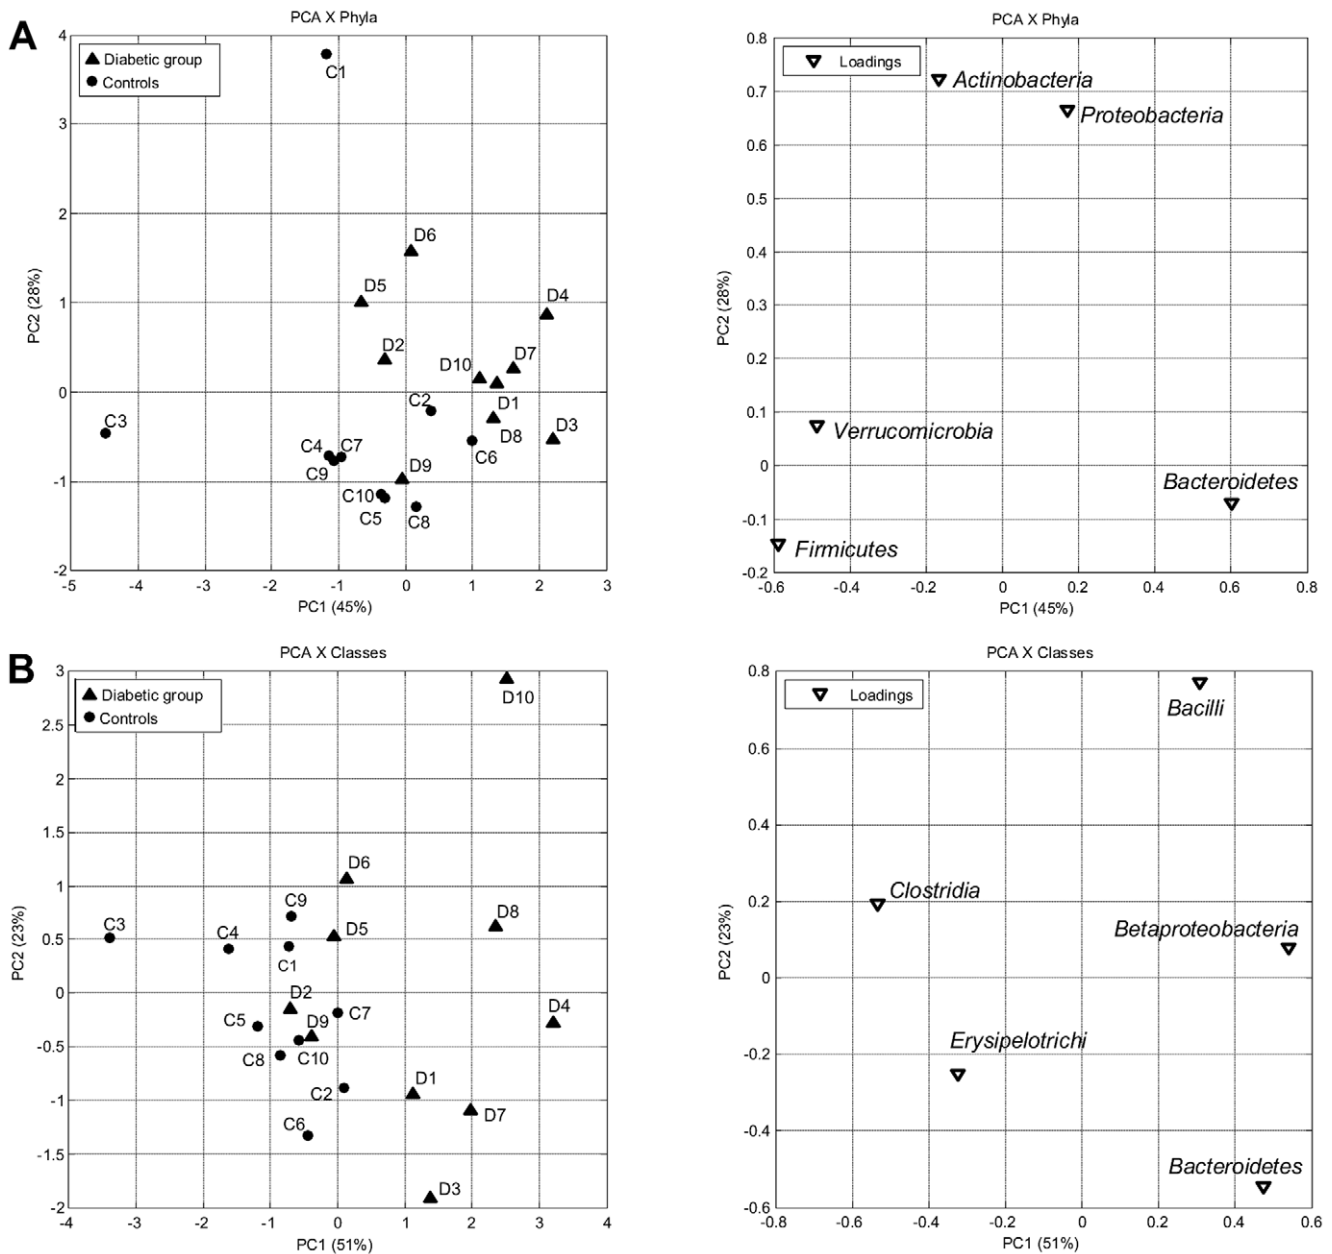 A
PCA X Phyla
Diabetic group
Controls
4
3
2
1
0
-1
-2
-5
-4
-3
-2
-1
0
1
2
3
PC2 (28%)
PC1 (45%)
C1
D6
D5
D4
D2
D7
D10
C2
D1
D3
D8
C3
C4
C7
C6
C9
D9
C10
C5
C8
PCA X Phyla
Loadings
0.8
0.7
0.6
0.5
0.4
0.3
0.2
0.1
0
-0.1
-0.2
-0.6
-0.4
-0.2
0
0.2
0.4
0.6
0.8
PC2 (28%)
PC1 (45%)
Actinobacteria
Proteobacteria
Verrucomicrobia
Bacteroidetes
Firmicutes
B
PCA X Classes
Diabetic group
Controls
3
2.5
2
1.5
1
0.5
0
-0.5
-1
-1.5
-2
-4
-3
-2
-1
0
1
2
3
4
PC2 (23%)
PC1 (51%)
D10
D6
C9
D8
C3
C4
D5
C1
D2
C7
D4
C5
D9
C8
C10
D1
C2
D7
C6
D3
PCA X Classes
Loadings
0.8
0.6
0.4
0.2
0
-0.2
-0.4
-0.6
-0.8
-0.6
-0.4
-0.2
0
0.2
0.4
0.6
PC2 (23%)
PC1 (51%)
Bacilli
Clostridia
Betaproteobacteria
Erysipelotrichi
Bacteroidetes